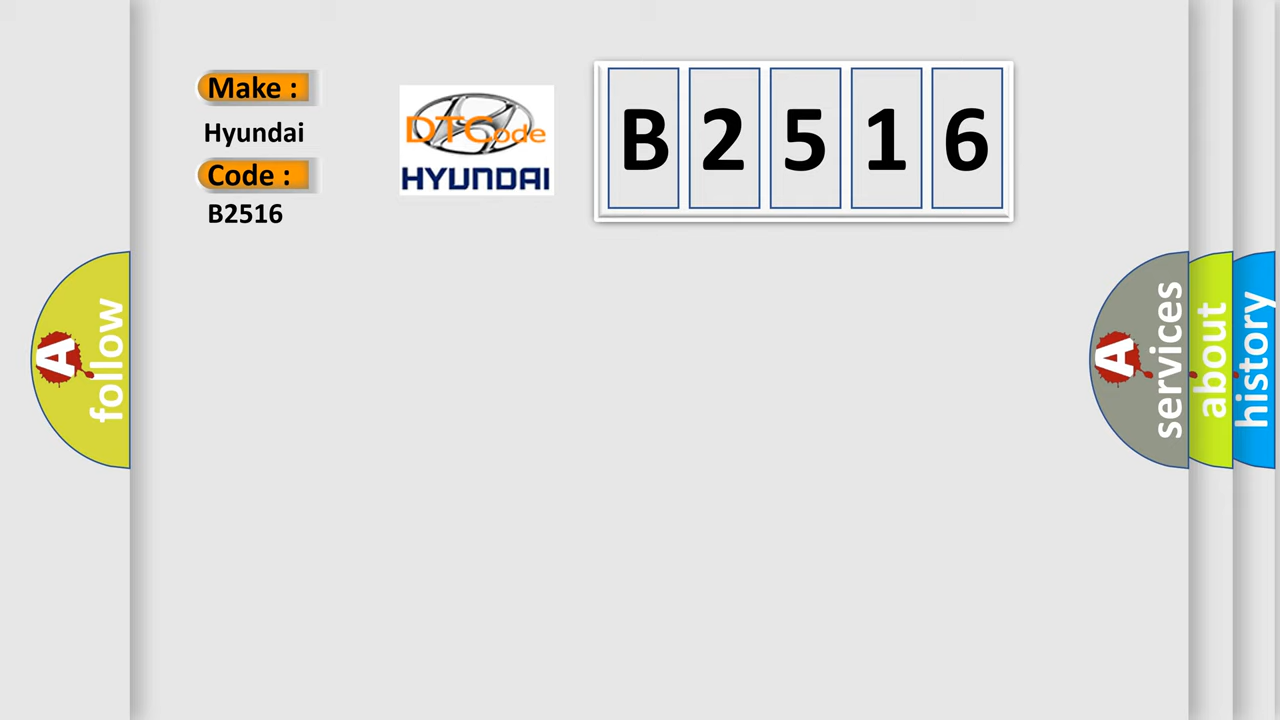 Make :
Hyundai
Code :
B2516
DTCode
HYUNDAI
B 2 5 1 6
A follow
A services
about
history